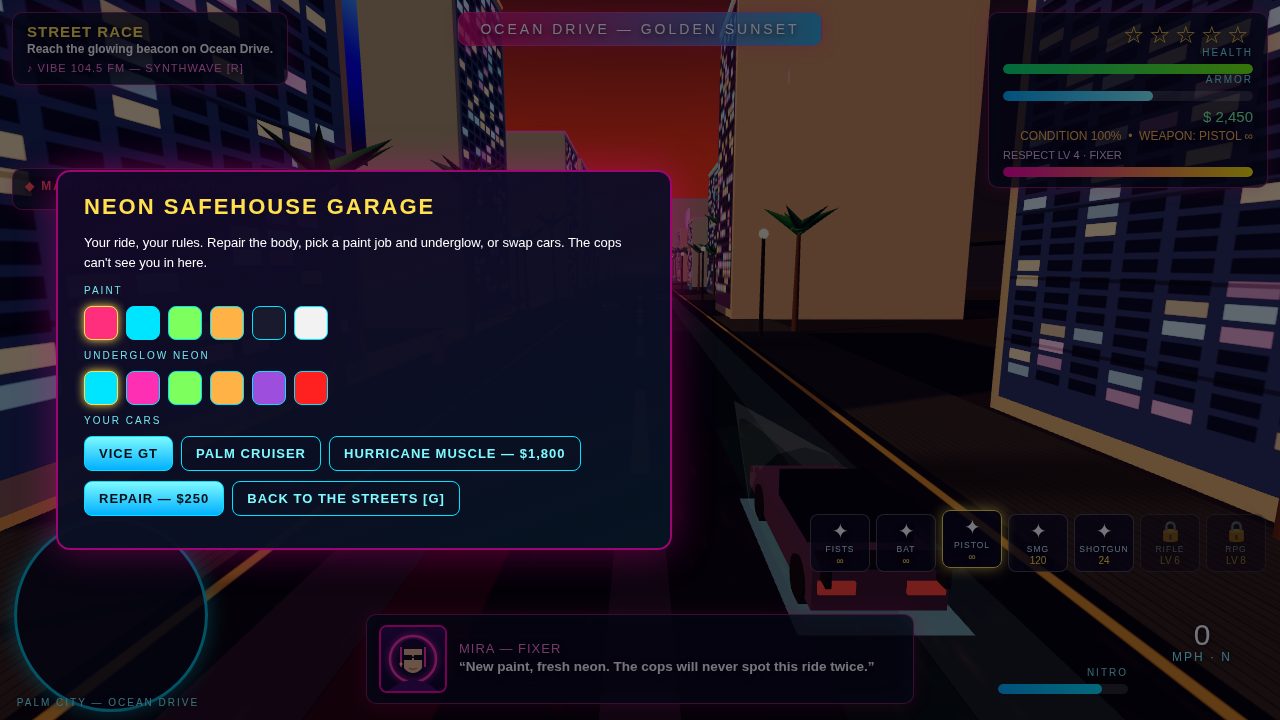 STREET RACE
Reach the glowing beacon on Ocean Drive.
♪ VIBE 104.5 FM — SYNTHWAVE [R]
OCEAN DRIVE — GOLDEN SUNSET
☆☆☆☆☆
HEALTH
ARMOR
$ 2,450
CONDITION 100% • WEAPON: PISTOL ∞
RESPECT LV 4 · FIXER
NEON SAFEHOUSE GARAGE
Your ride, your rules. Repair the body, pick a paint job and underglow, or swap cars. The cops
can't see you in here.
PAINT
UNDERGLOW NEON
YOUR CARS
VICE GT
PALM CRUISER
HURRICANE MUSCLE — $1,800
REPAIR — $250
BACK TO THE STREETS [G]
FISTS
∞
BAT
∞
PISTOL
∞
SMG
120
SHOTGUN
24
RIFLE
LV 6
RPG
LV 8
MIRA — FIXER
“New paint, fresh neon. The cops will never spot this ride twice.”
0
MPH · N
NITRO
PALM CITY — OCEAN DRIVE